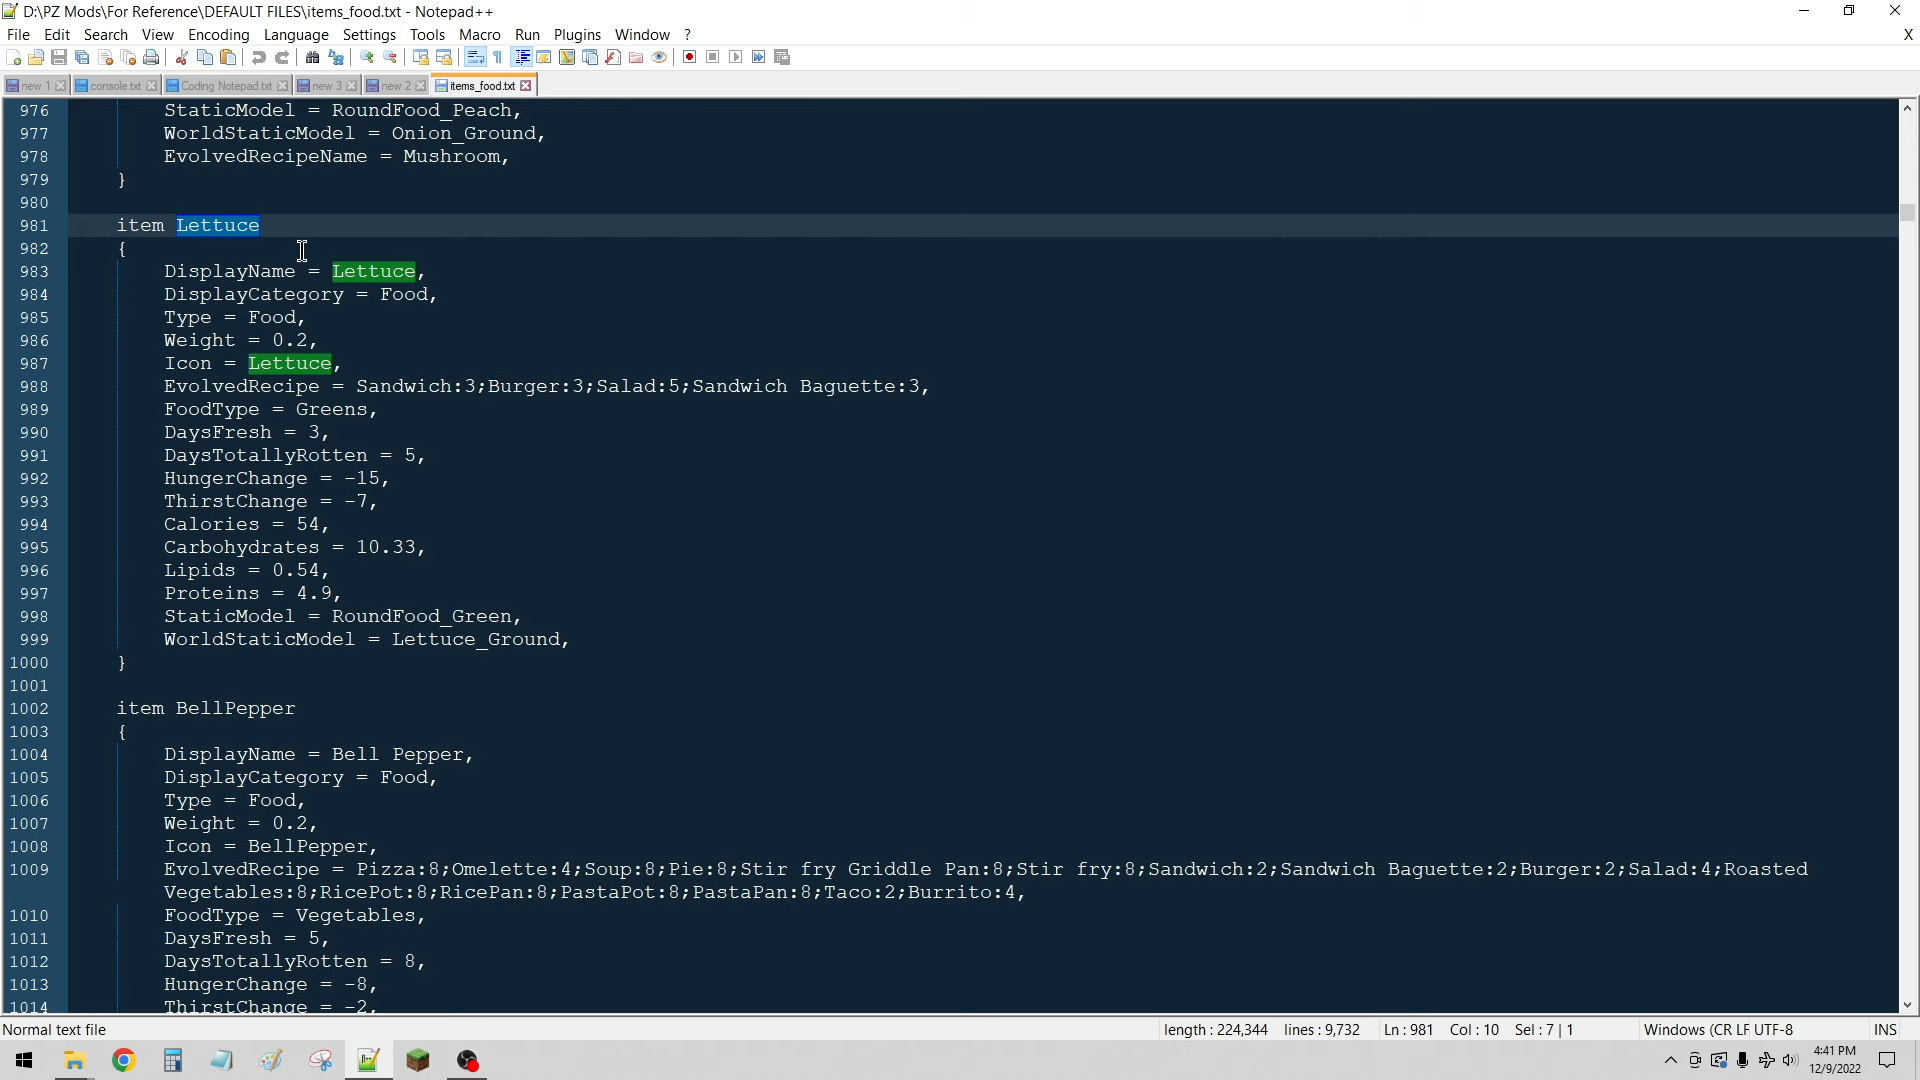 D:\PZ Mods\For Reference\DEFAULT FILES\items_food.txt - Notepad++
File Edit Search View Encoding Language Settings Tools Macro Run Plugins Window ? X
new 1 console.txt Coding Notepad.txt new 3 new 2 items_food.txt
976 StaticModel = RoundFood_Peach,
977 WorldStaticModel = Onion_Ground,
978 EvolvedRecipeName = Mushroom,
979 }
980
981 item Lettuce
982 {
983 DisplayName = Lettuce,
984 DisplayCategory = Food,
985 Type = Food,
986 Weight = 0.2,
987 Icon = Lettuce,
988 EvolvedRecipe = Sandwich:3;Burger:3;Salad:5;Sandwich Baguette:3,
989 FoodType = Greens,
990 DaysFresh = 3,
991 DaysTotallyRotten = 5,
992 HungerChange = -15,
993 ThirstChange = -7,
994 Calories = 54,
995 Carbohydrates = 10.33,
996 Lipids = 0.54,
997 Proteins = 4.9,
998 StaticModel = RoundFood_Green,
999 WorldStaticModel = Lettuce_Ground,
1000 }
1001
1002 item BellPepper
1003 {
1004 DisplayName = Bell Pepper,
1005 DisplayCategory = Food,
1006 Type = Food,
1007 Weight = 0.2,
1008 Icon = BellPepper,
1009 EvolvedRecipe = Pizza:8;Omelette:4;Soup:8;Pie:8;Stir fry Griddle Pan:8;Stir fry:8;Sandwich:2;Sandwich Baguette:2;Burger:2;Salad:4;Roasted
Vegetables:8;RicePot:8;RicePan:8;PastaPot:8;PastaPan:8;Taco:2;Burrito:4,
1010 FoodType = Vegetables,
1011 DaysFresh = 5,
1012 DaysTotallyRotten = 8,
1013 HungerChange = -8,
1014 ThirstChange = -2,
Normal text file length : 224,344 lines : 9,732 Ln : 981 Col : 10 Sel : 7 | 1 Windows (CR LF UTF-8 INS
4:41 PM
12/9/2022